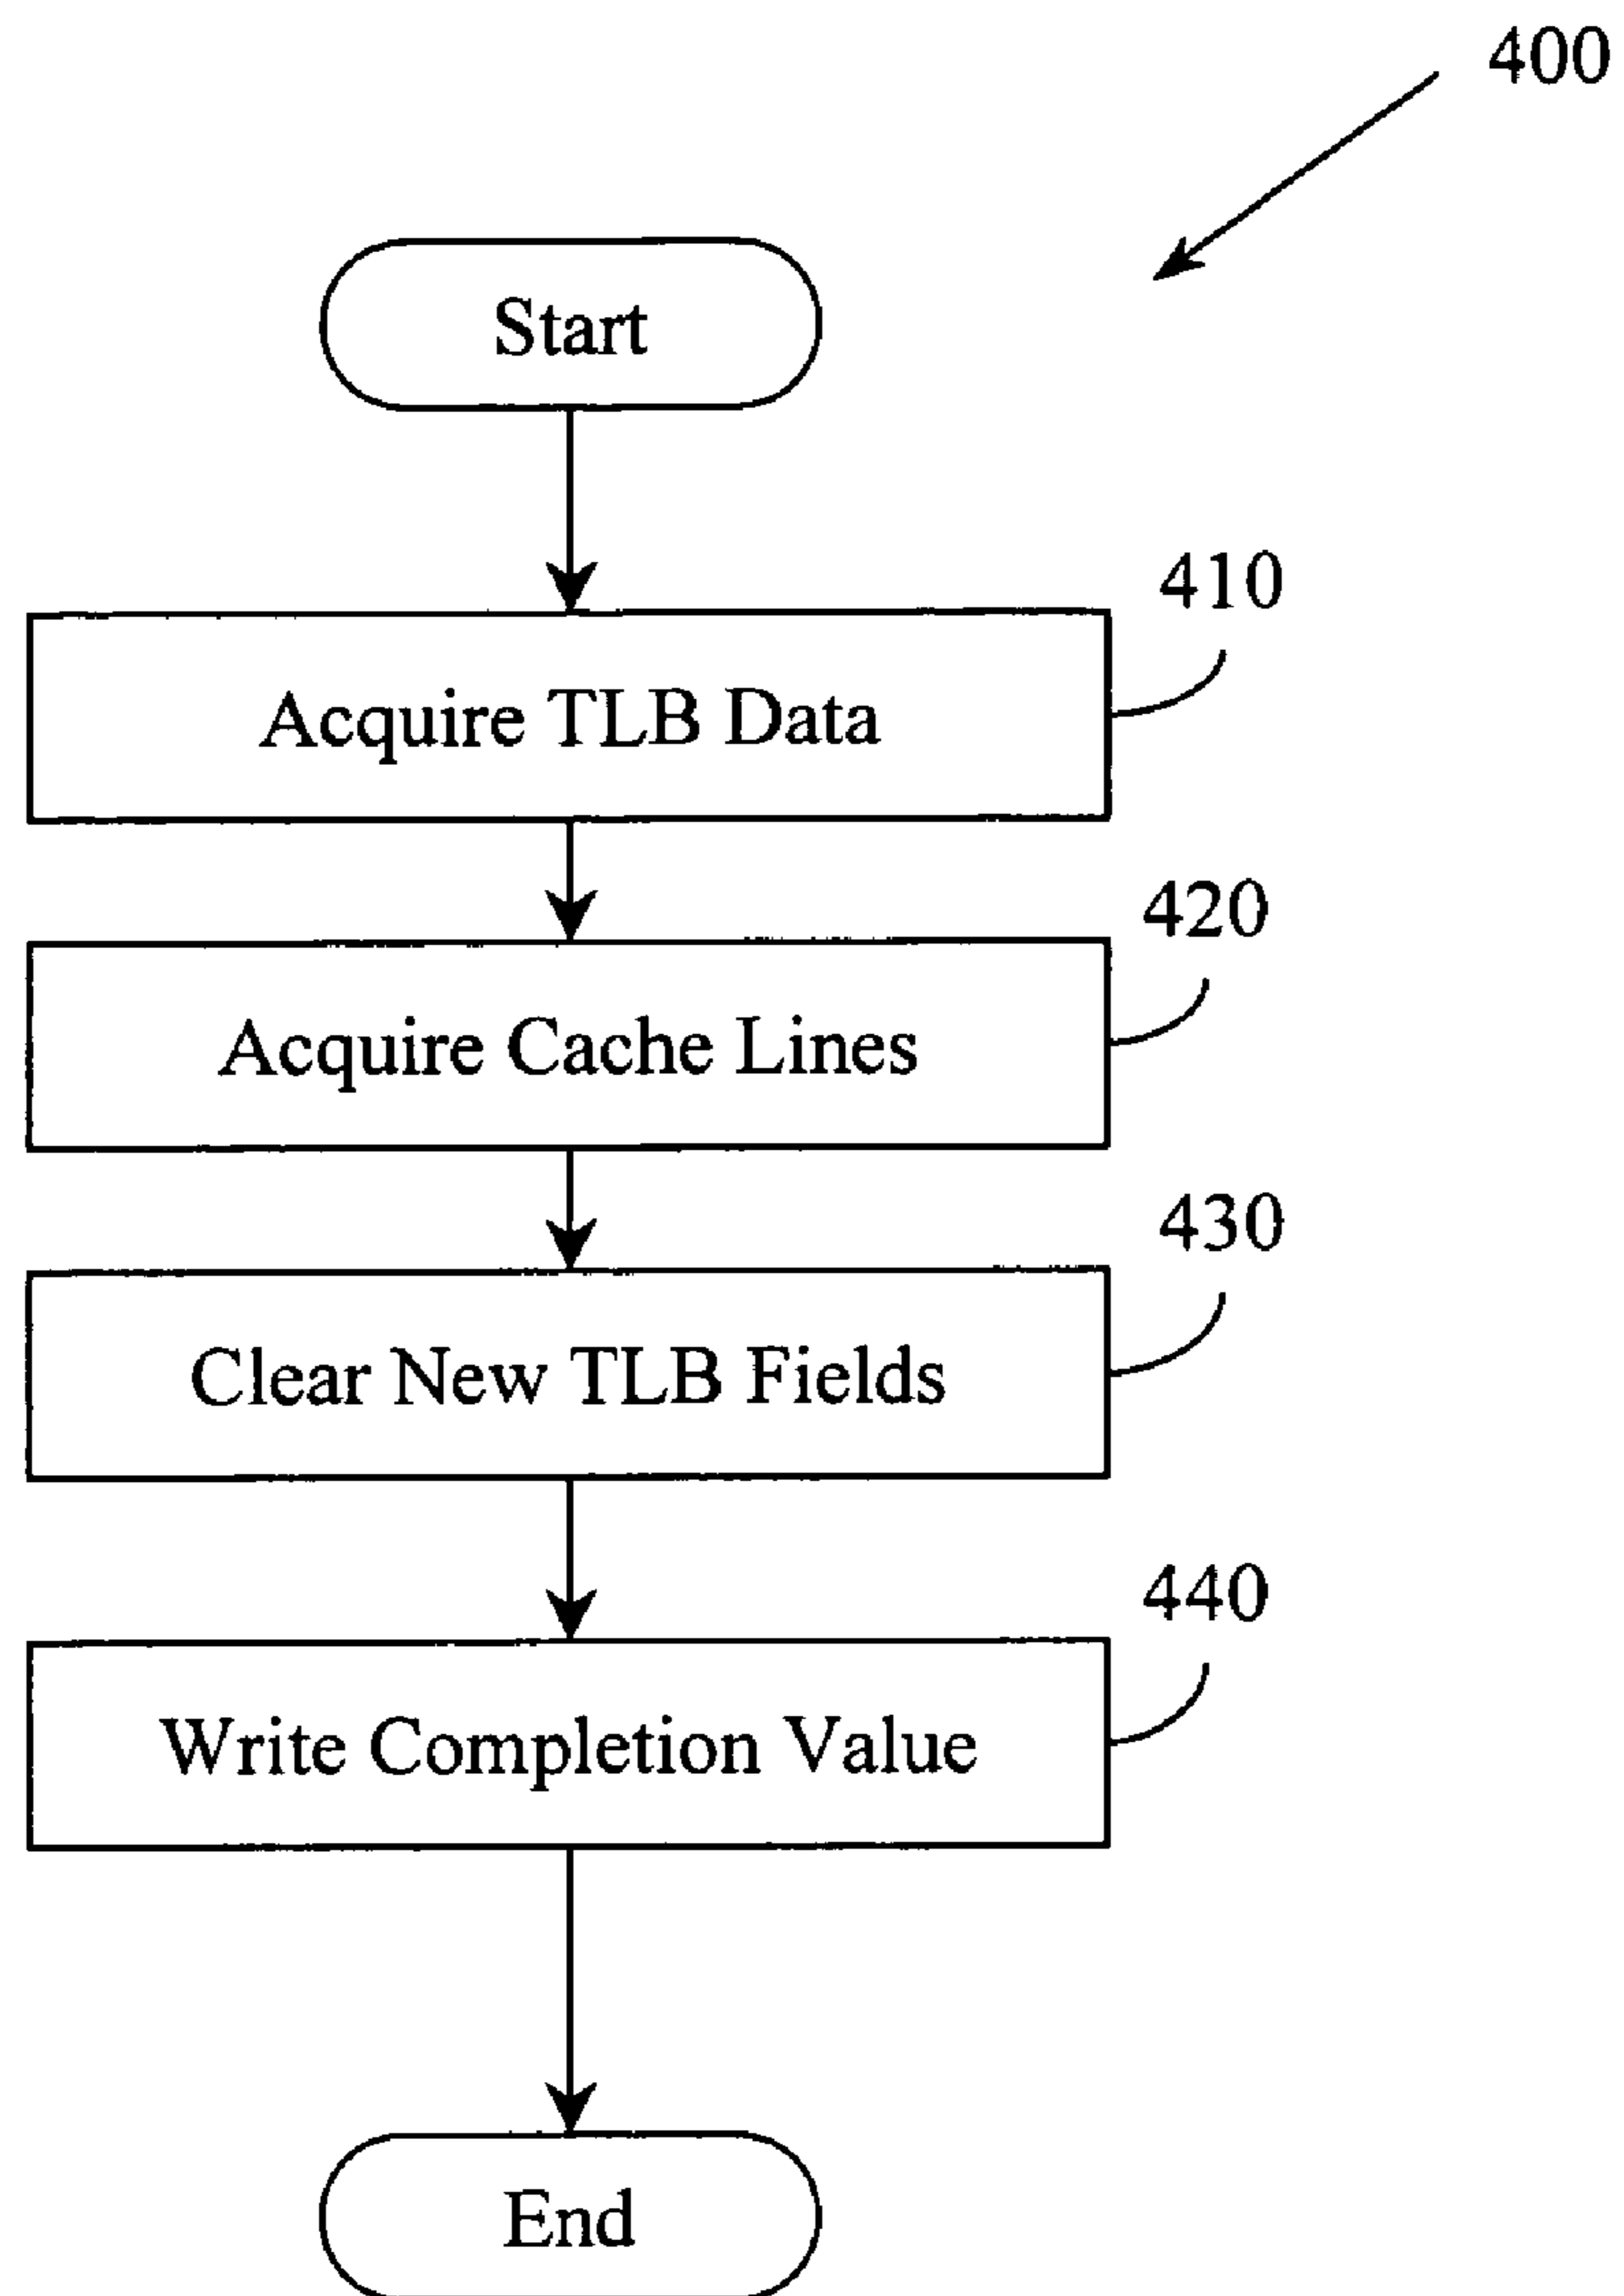 400
Start
410
Acquire TLB Data
420
Acquire Cache Lines
430
Clear New TLB Fields
440
Write Completion Value
End